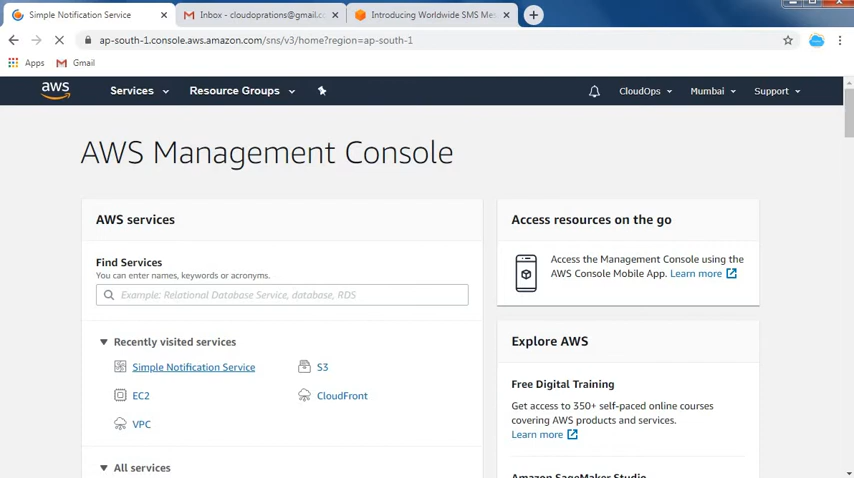 Simple Notification Service
Inbox - cloudoprations@gmail.c
Introducing Worldwide SMS Mes
ap-south-1.console.aws.amazon.com/sns/v3/home?region=ap-south-1
Apps Gmail
aws Services Resource Groups CloudOps Mumbai Support
AWS Management Console
AWS services
Find Services
You can enter names, keywords or acronyms.
Example: Relational Database Service, database, RDS
Recently visited services
Simple Notification Service S3
EC2 CloudFront
VPC
All services
Access resources on the go
Access the Management Console using the
AWS Console Mobile App. Learn more
Explore AWS
Free Digital Training
Get access to 350+ self-paced online courses
covering AWS products and services.
Learn more
Amazon SageMaker Studio